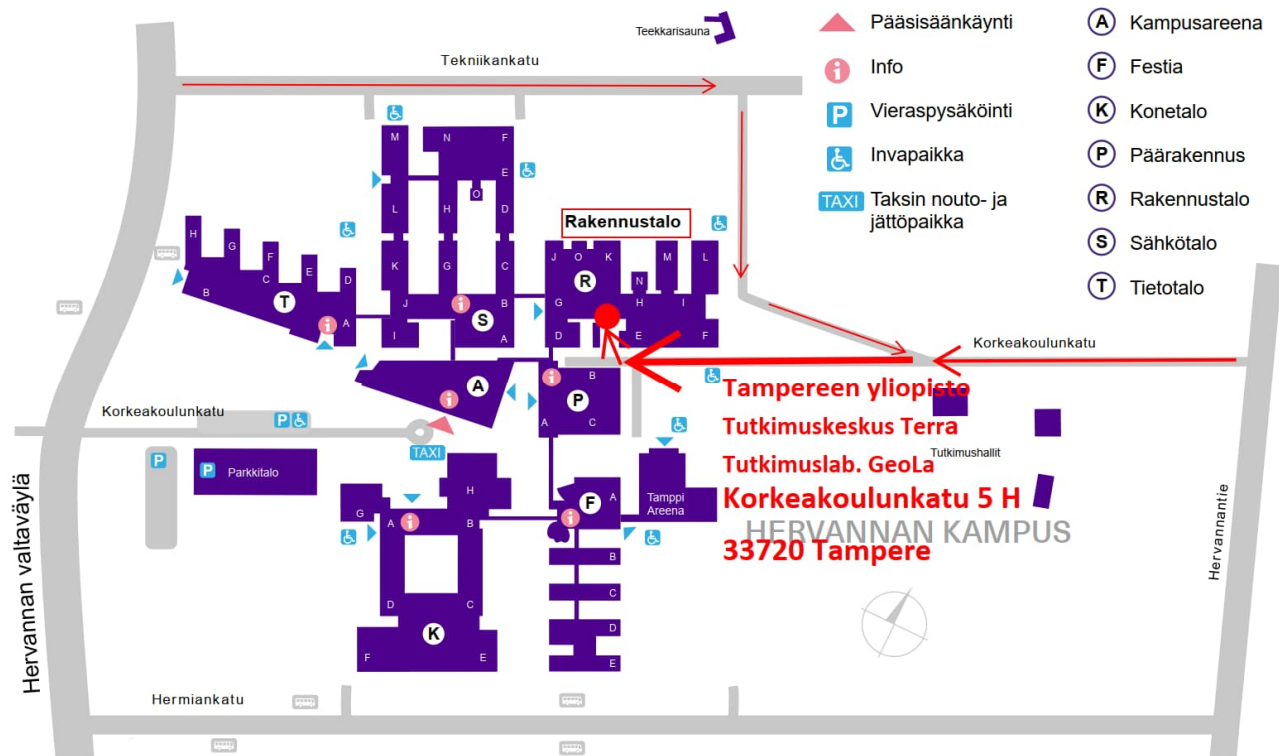 Teekkarisauna
Tekniikankatu
Pääsisäänkäynti
i Info
P Vieraspysäköinti
Invapaikka
TAXI Taksin nouto- ja
jättöpaikka
A Kampusareena
F Festia
K Konetalo
P Päärakennus
R Rakennustalo
S Sähkötalo
T Tietotalo
M N F
E
O
L H D
Rakennustalo
H G F E D
C
B T i A
K G C
J i B
I S A
J O K M L
R N
G H I
D E F
Korkeakoulunkatu
A i
i B
P
A C
Korkeakoulunkatu
P
TAXI
P
P Parkkitalo
Tampereen yliopisto
Tutkimuskeskus Terra
Tutkimushallit
Tutkimuslab. GeoLa
Korkeakoulunkatu 5 H
HERVANNAN KAMPUS
33720 Tampere
H
G A i B
D C
K
F E
F A
i
B
C
D
E
Tamppi
Areena
Hervannan valtaväylä
Hervannantie
Hermiankatu